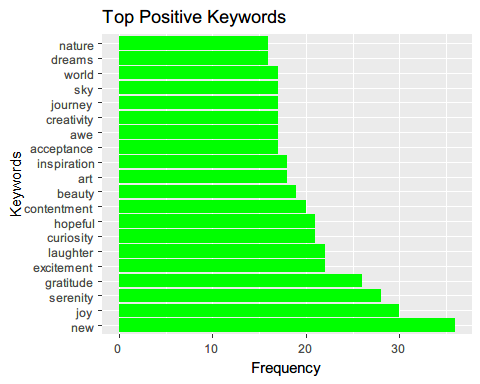 Top Positive Keywords
Keywords
nature
dreams
world
sky
journey
creativity
awe
acceptance
inspiration
art
beauty
contentment
hopeful
curiosity
laughter
excitement
gratitude
serenity
joy
new
0 10 20 30
Frequency